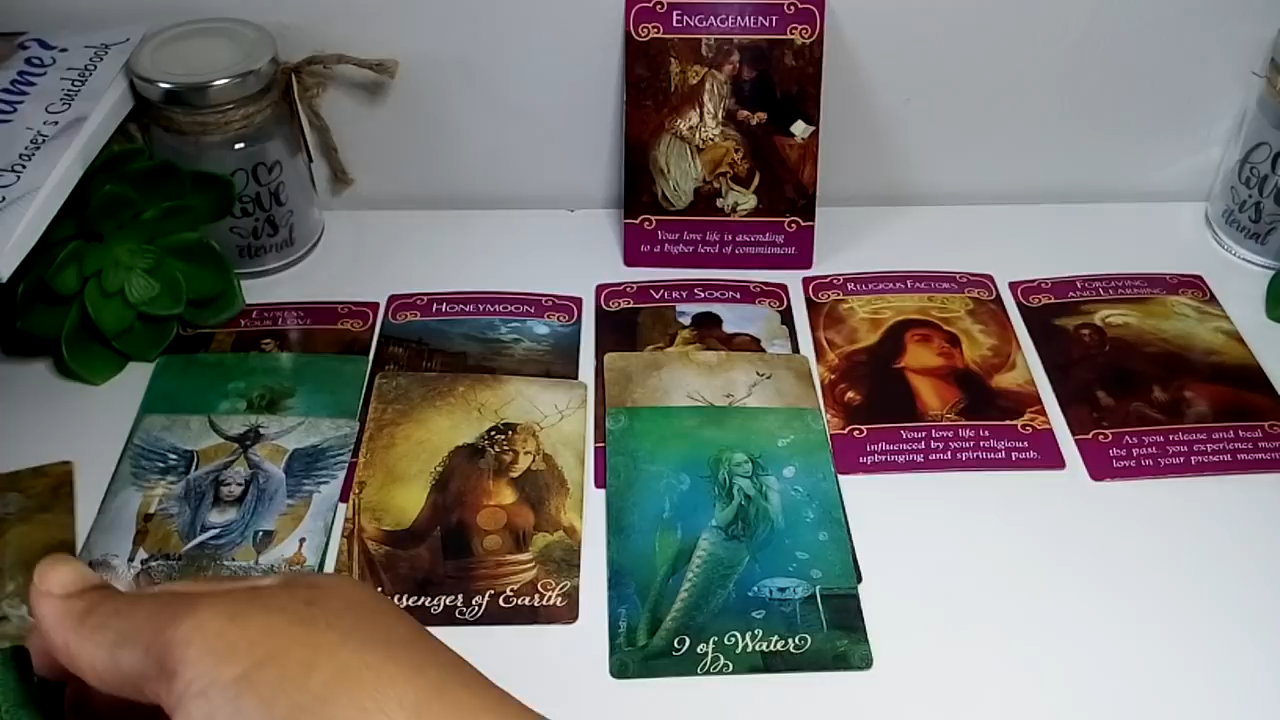 ame?
Chaser's Guidebook
love
is
eternal
ENGAGEMENT
Your love life is ascending
to a higher level of commitment.
love
is
eternal
EXPRESS
YOUR LOVE
HONEYMOON
VERY SOON
RELIGIOUS FACTORS
Your love life is
influenced by your religious
upbringing and spiritual path.
FORGIVING
AND LEARNING
As you release and heal
the past, you experience mor
love in your present momen
ssenger of Earth
9 of Water